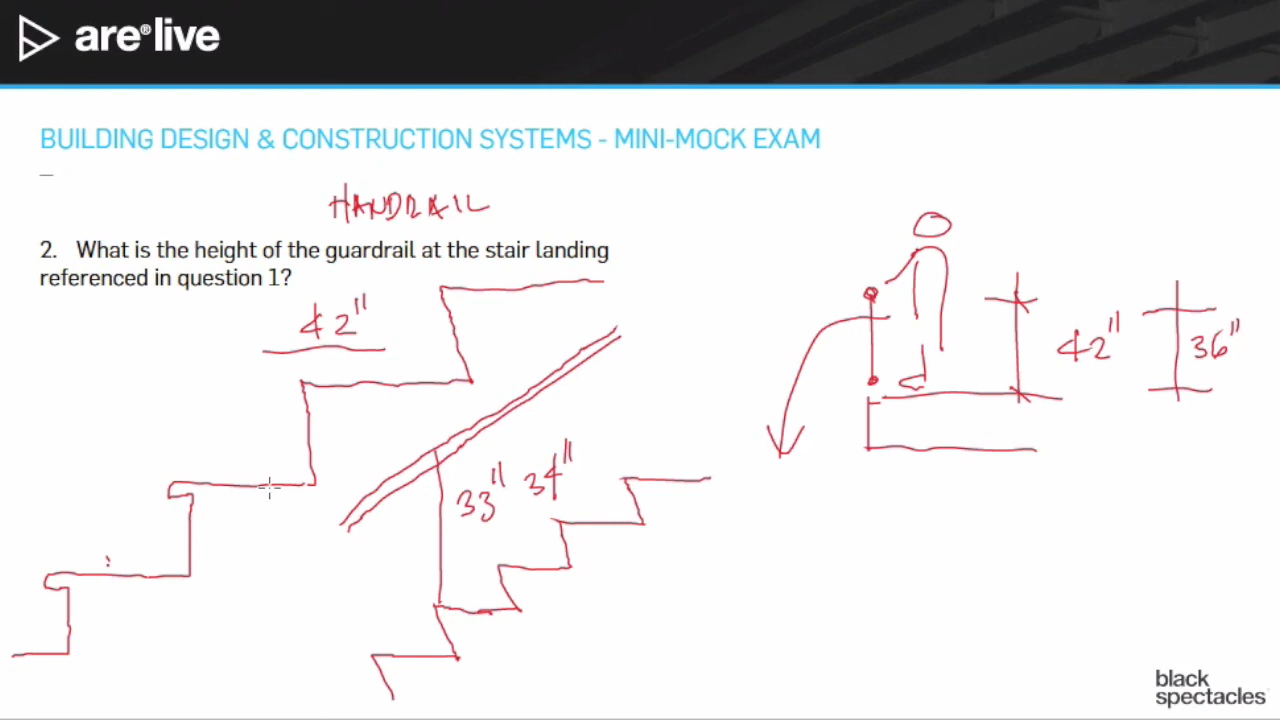 are® live
BUILDING DESIGN & CONSTRUCTION SYSTEMS - MINI-MOCK EXAM
HANDRAIL
2. What is the height of the guardrail at the stair landing
referenced in question 1?
42"
42"
36"
33" 34"
black
spectacles